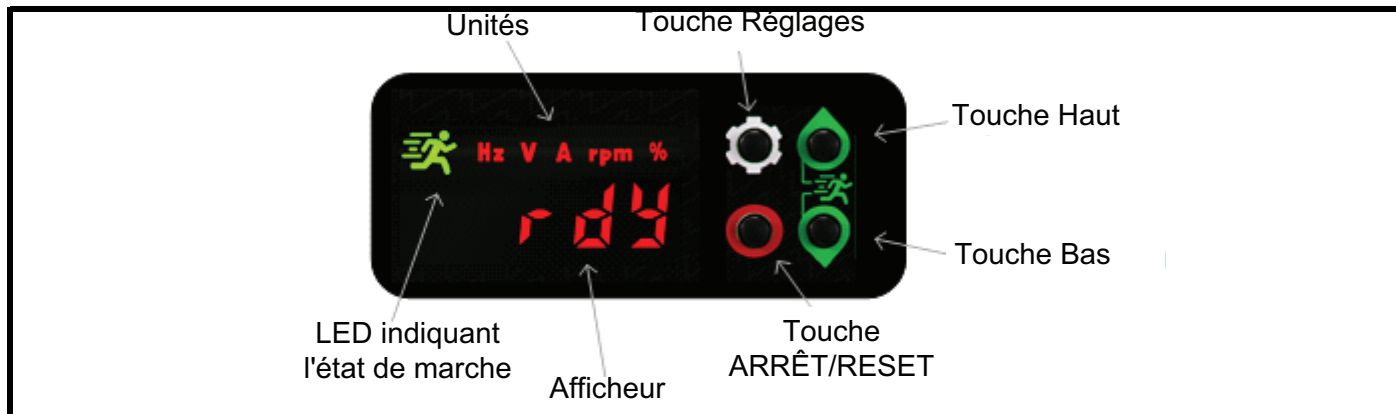 Unités
Touche Réglages
Touche Haut
Hz V A rpm %
rdy
Touche Bas
LED indiquant
l'état de marche
Afficheur
Touche
ARRÊT/RESET